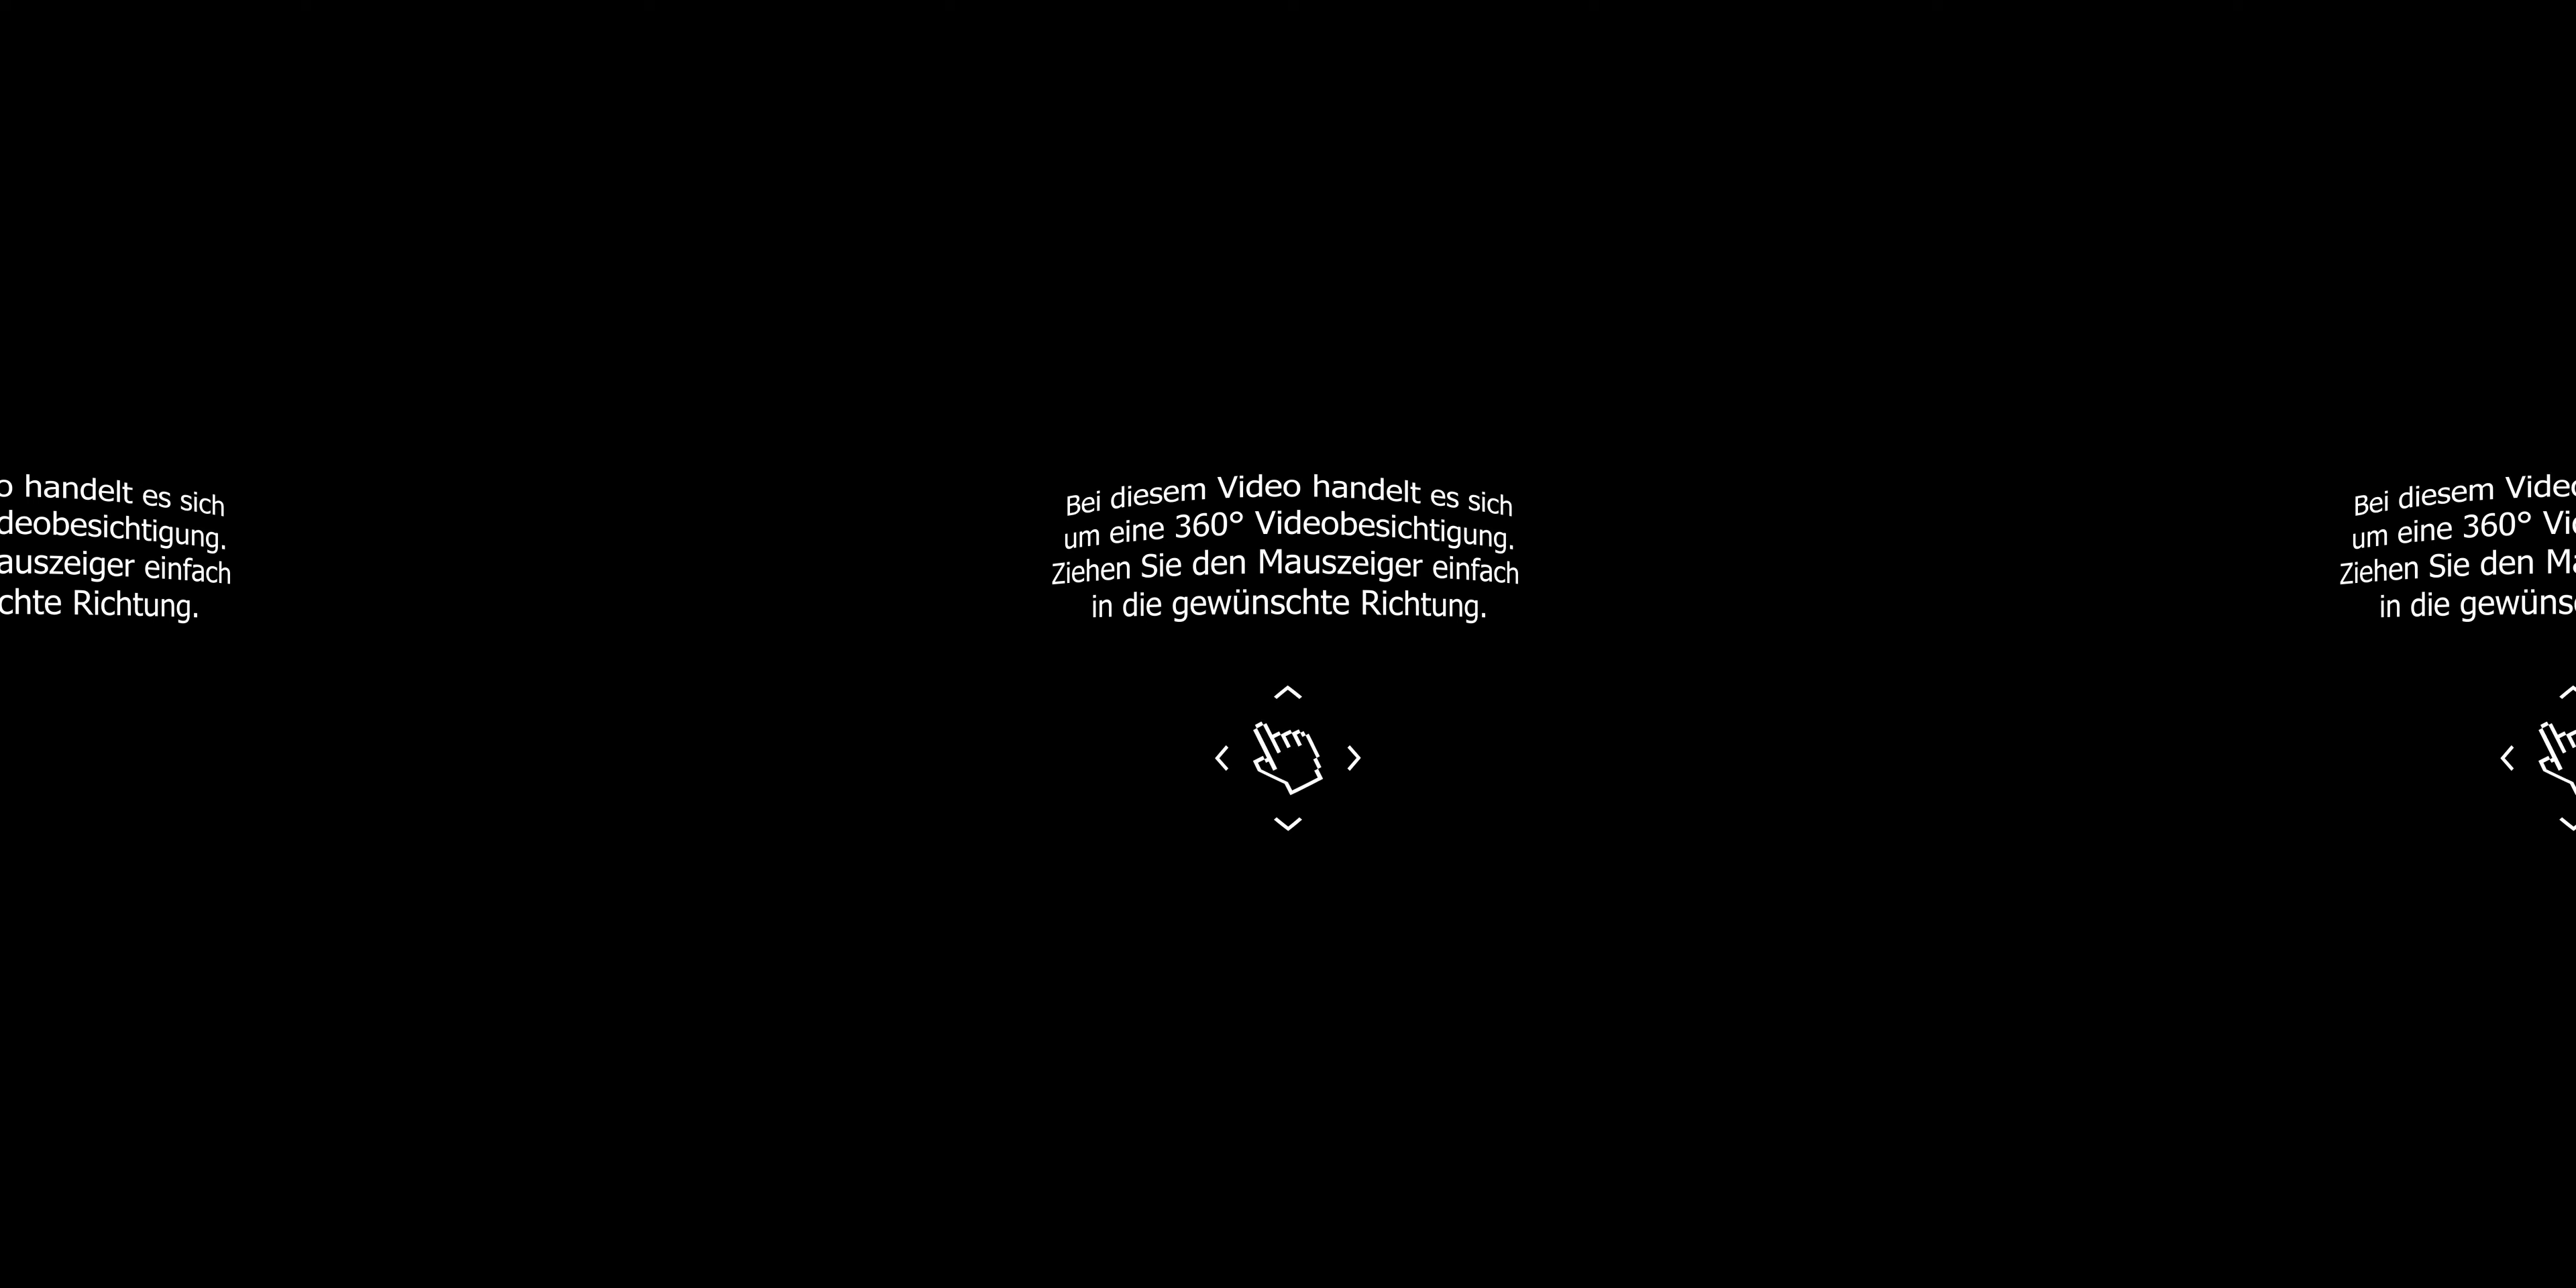 o handelt es sich
deobesichtigung.
auszeiger einfach
chte Richtung.
Bei diesem Video handelt es sich
um eine 360° Videobesichtigung.
Ziehen Sie den Mauszeiger einfach
in die gewünschte Richtung.
Bei diesem Video
um eine 360° Vi
Ziehen Sie den Ma
in die gewüns